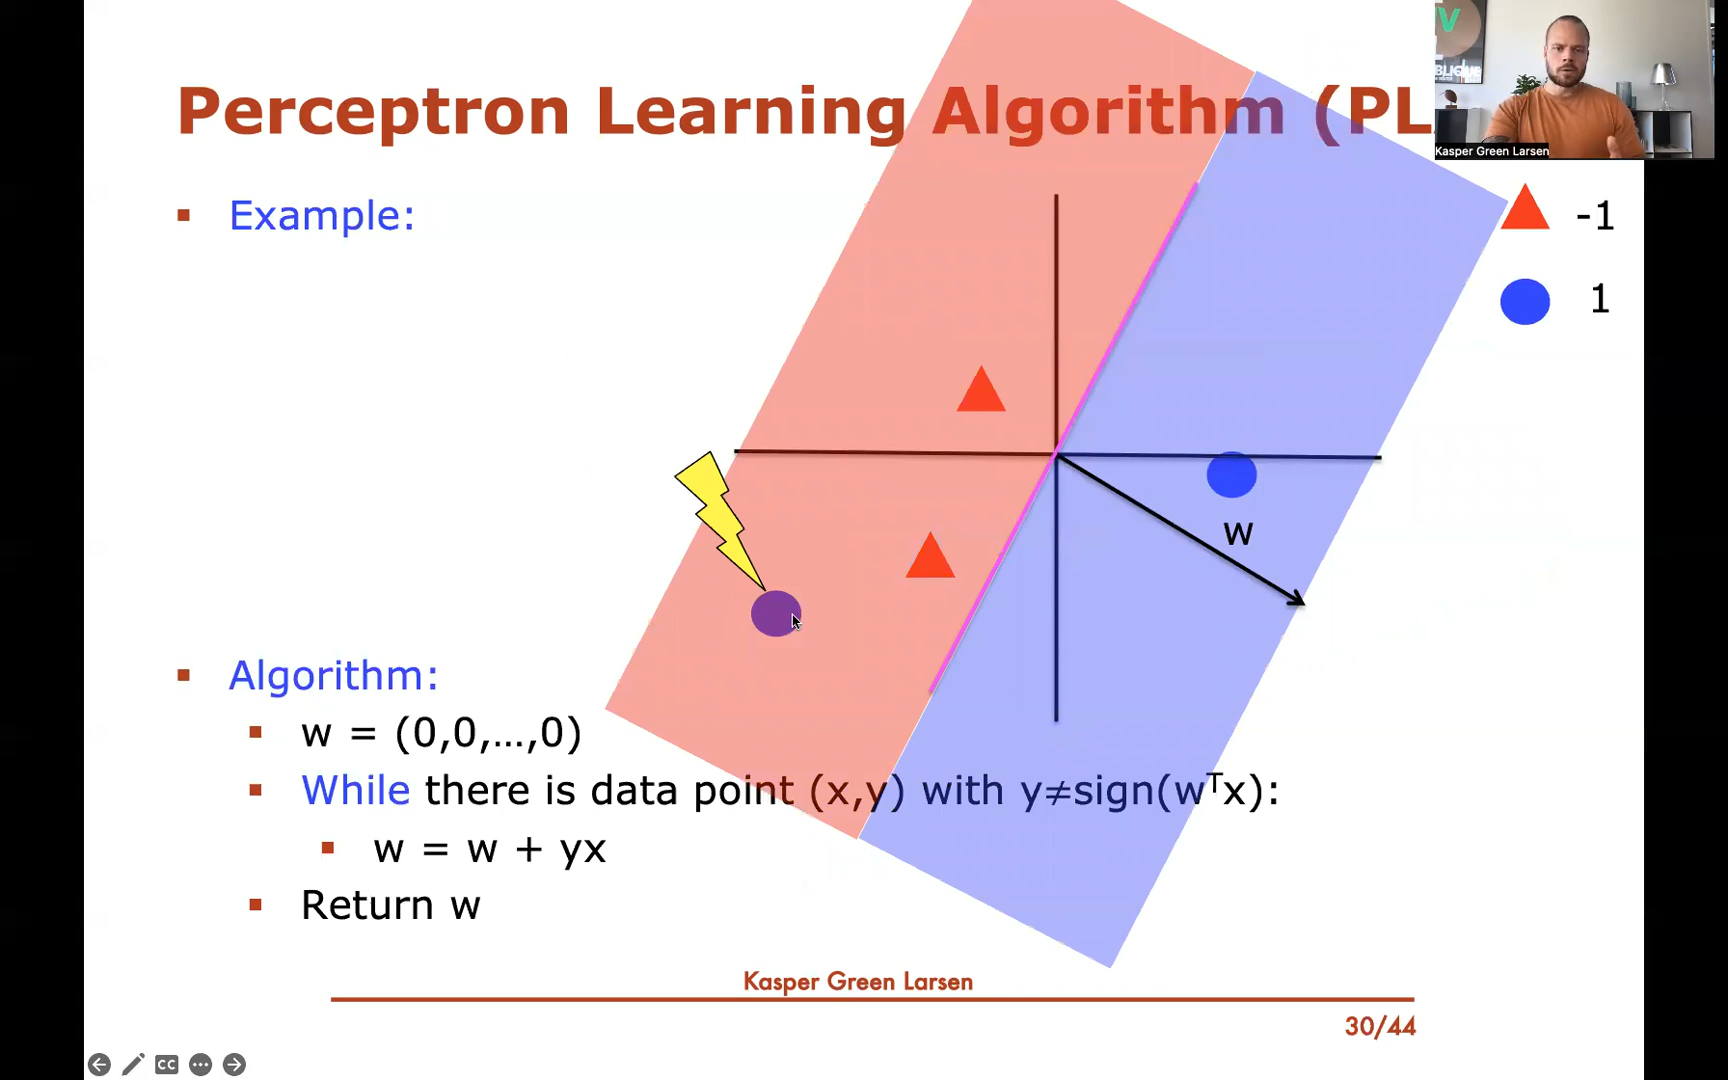 Perceptron Learning Algorithm (PL
Kasper Green Larsen
Example:
-1
1
w
Algorithm:
w = (0,0,...,0)
While there is data point (x,y) with y≠sign(wᵀx):
w = w + yx
Return w
Kasper Green Larsen
30/44
CC